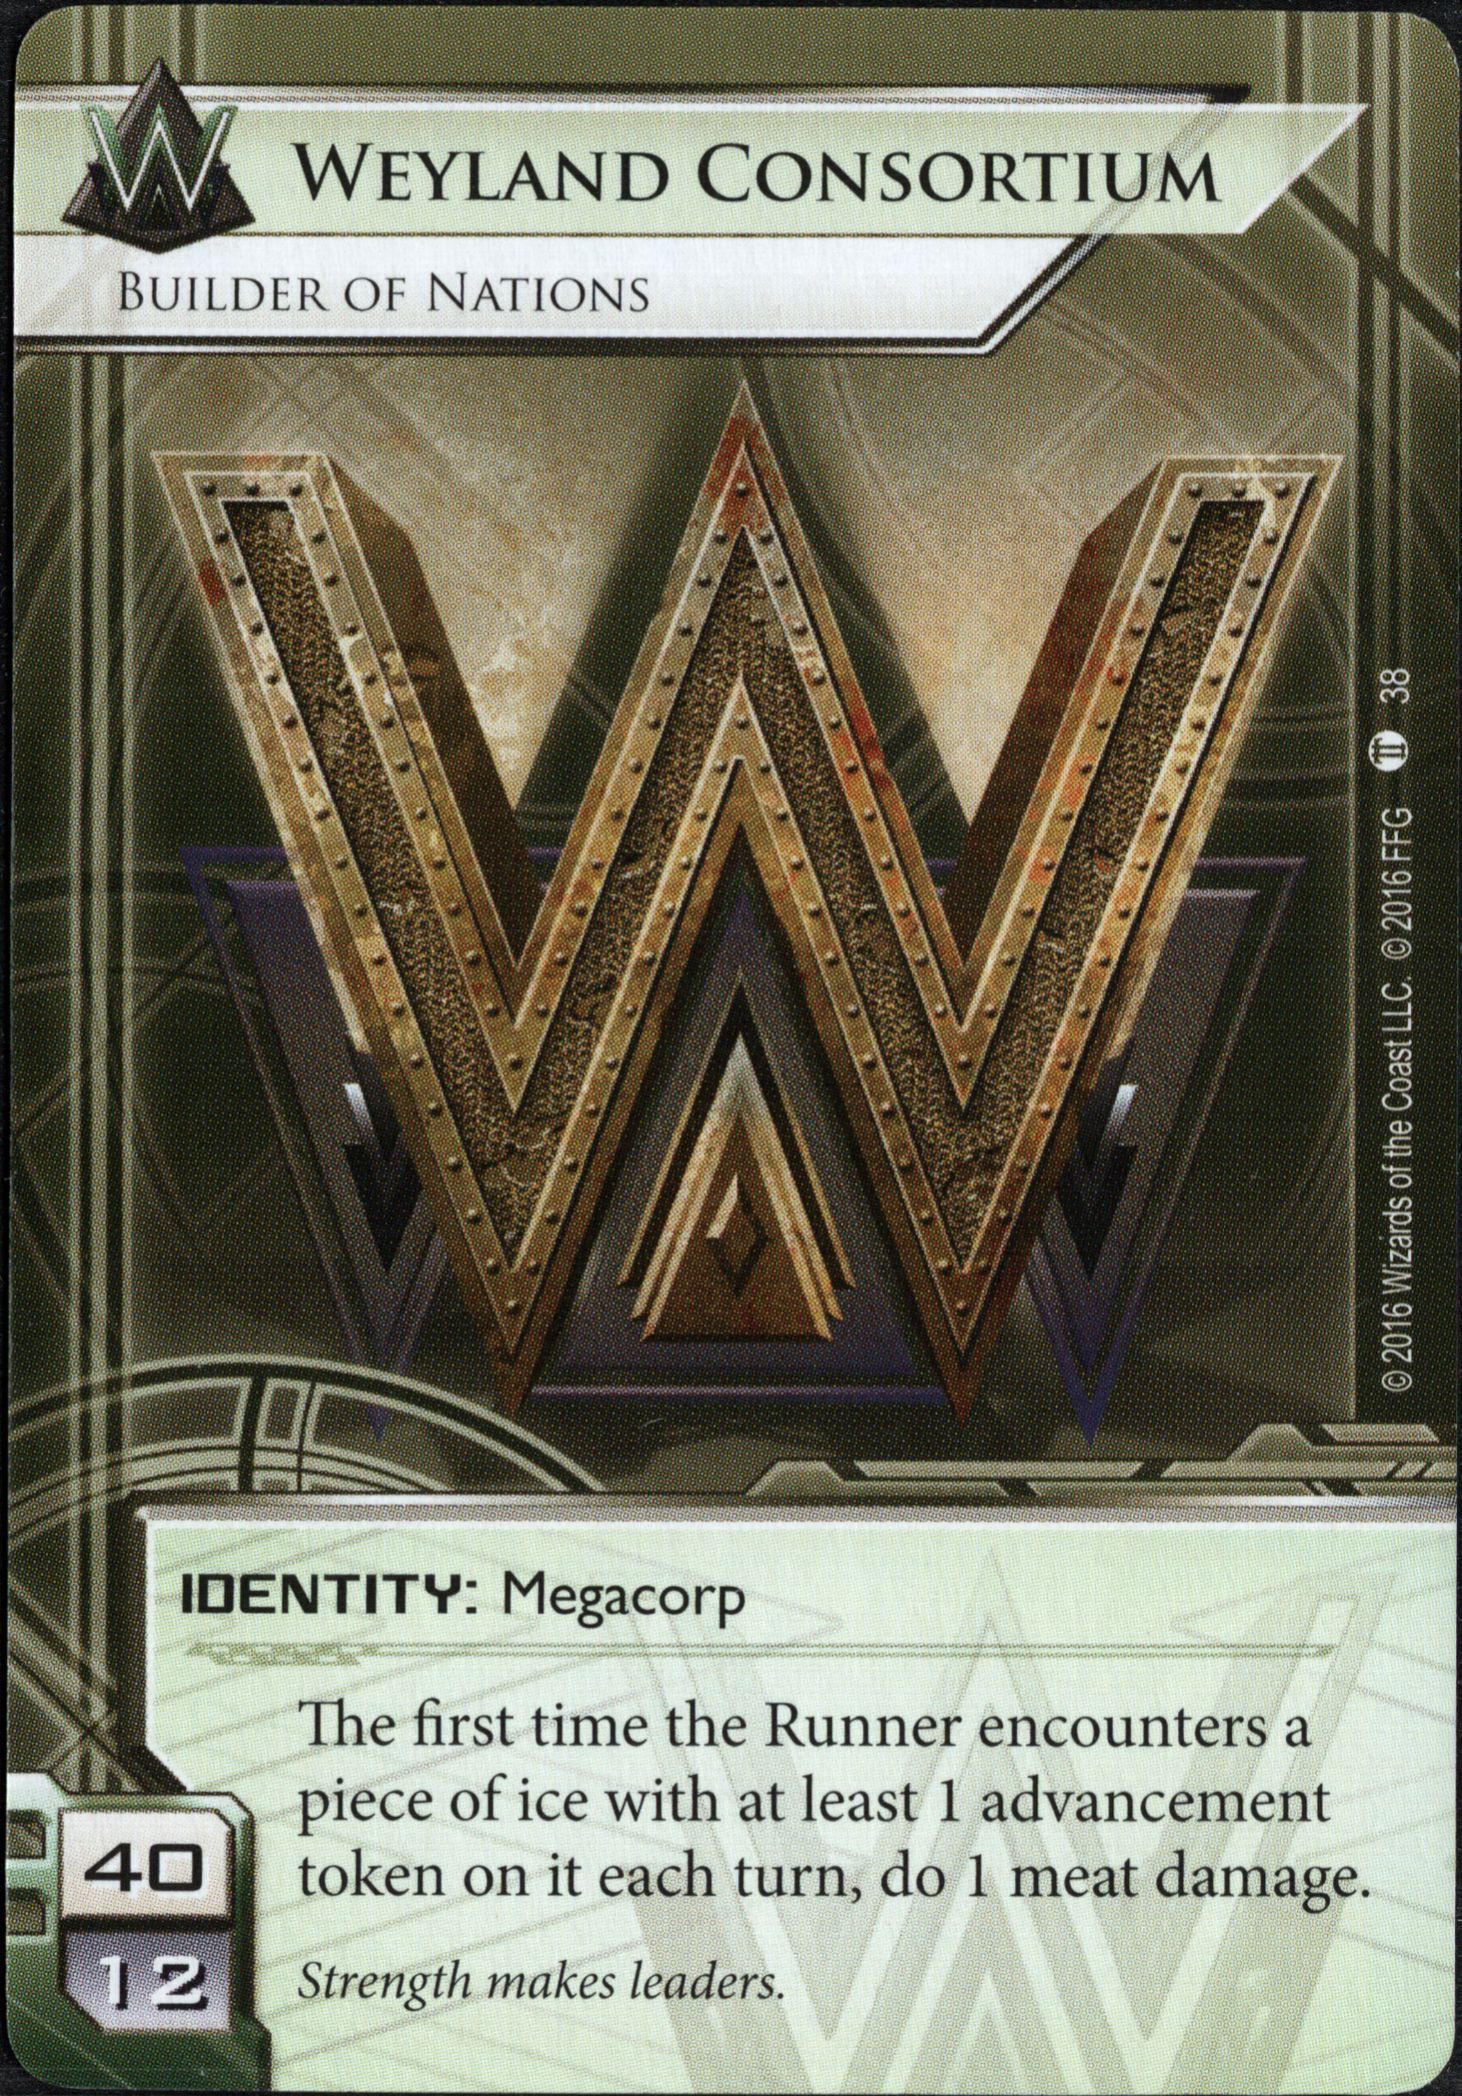 WEYLAND CONSORTIUM
BUILDER OF NATIONS
© 2016 Wizards of the Coast LLC. © 2016 FFG 38
IDENTITY: Megacorp
The first time the Runner encounters a
piece of ice with at least 1 advancement
token on it each turn, do 1 meat damage.
Strength makes leaders.
40
12